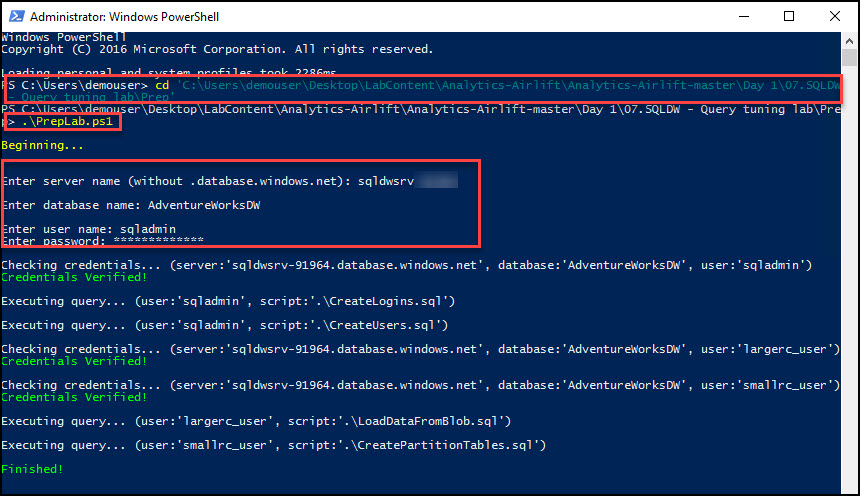 Administrator: Windows PowerShell
Windows PowerShell
Copyright (C) 2016 Microsoft Corporation. All rights reserved.
Loading personal and system profiles took 2286ms.
PS C:\Users\demouser> cd 'C:\Users\demouser\Desktop\LabContent\Analytics-Airlift\Analytics-Airlift-master\Day 1\07.SQLDW
- Query tuning lab\Prep'
PS C:\Users\demouser\Desktop\LabContent\Analytics-Airlift\Analytics-Airlift-master\Day 1\07.SQLDW - Query tuning lab\Pre
p> .\PrepLab.ps1
Beginning...
Enter server name (without .database.windows.net): sqldwsrv
Enter database name: AdventureWorksDW
Enter user name: sqladmin
Enter password: *************
Checking credentials... (server:'sqldwsrv-91964.database.windows.net', database:'AdventureWorksDW', user:'sqladmin')
Credentials Verified!
Executing query... (user:'sqladmin', script:'.\CreateLogins.sql')
Executing query... (user:'sqladmin', script:'.\CreateUsers.sql')
Checking credentials... (server:'sqldwsrv-91964.database.windows.net', database:'AdventureWorksDW', user:'largerc_user')
Credentials Verified!
Checking credentials... (server:'sqldwsrv-91964.database.windows.net', database:'AdventureWorksDW', user:'smallrc_user')
Credentials Verified!
Executing query... (user:'largerc_user', script:'.\LoadDataFromBlob.sql')
Executing query... (user:'smallrc_user', script:'.\CreatePartitionTables.sql')
Finished!